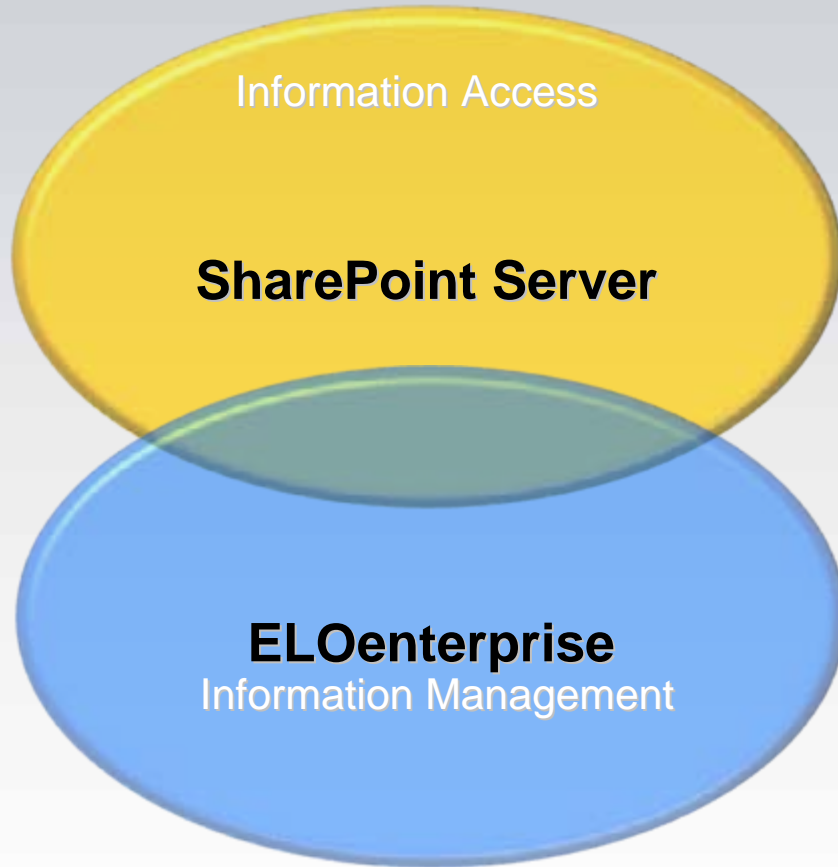 Information Access
SharePoint Server
ELOenterprise
Information Management